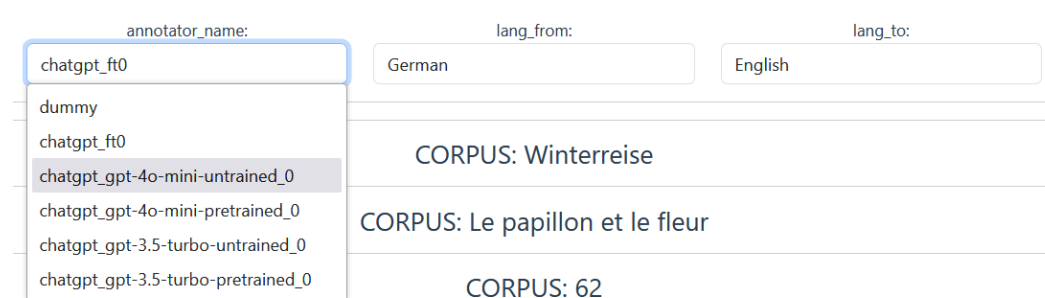 annotator_name: lang_from: lang_to:
chatgpt_ft0 German English
dummy
chatgpt_ft0
CORPUS: Winterreise
chatgpt_gpt-4o-mini-untrained_0
chatgpt_gpt-4o-mini-pretrained_0
CORPUS: Le papillon et le fleur
chatgpt_gpt-3.5-turbo-untrained_0
chatgpt_gpt-3.5-turbo-pretrained_0
CORPUS: 62